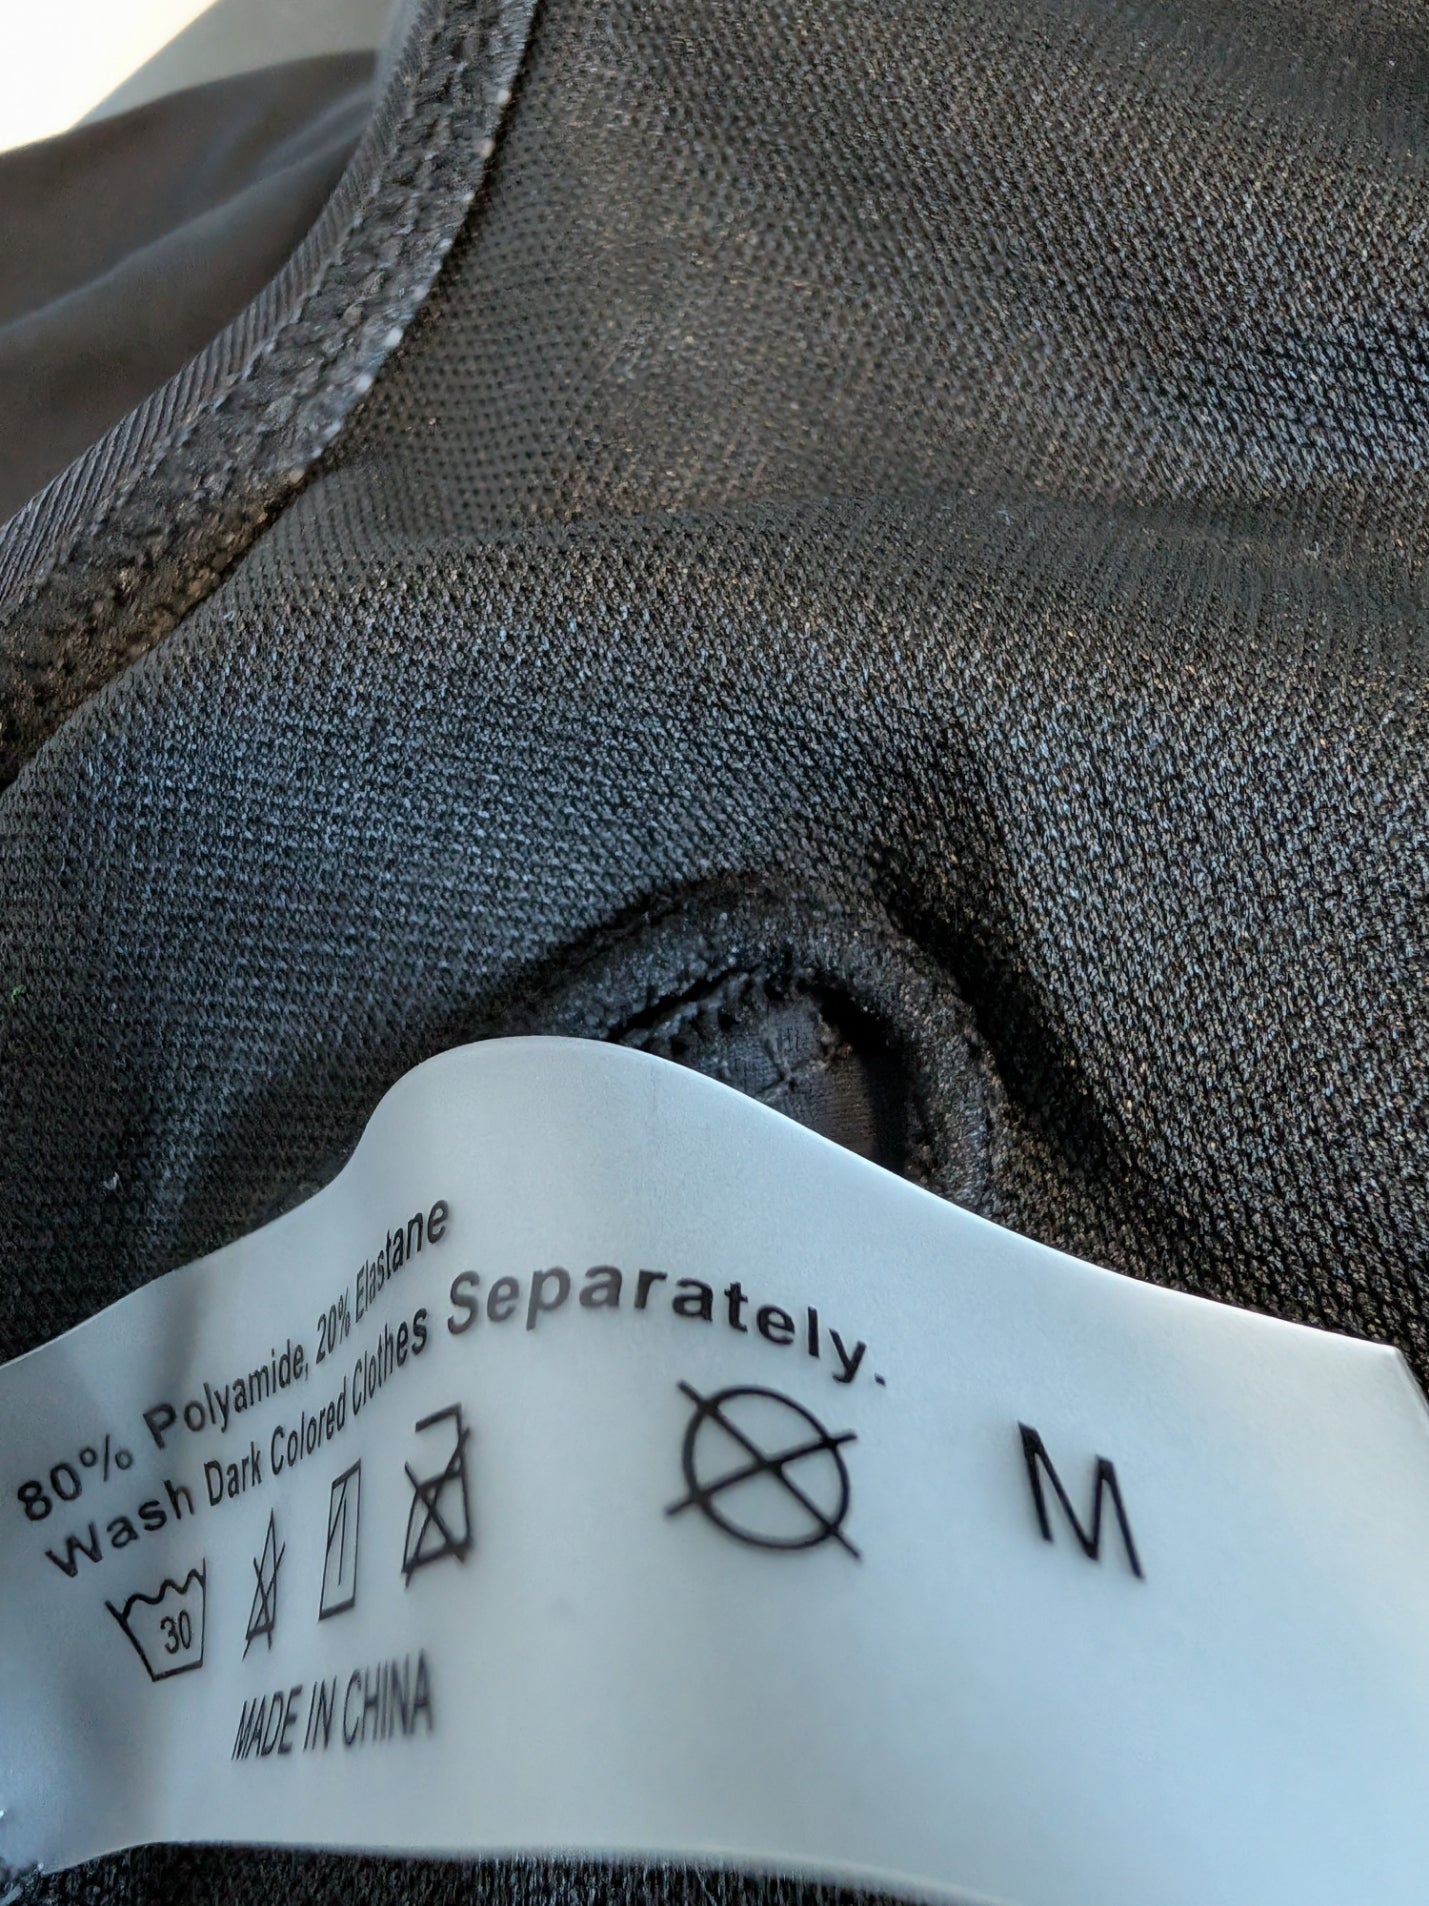 80% Polyamide, 20% Elastane
Wash Dark Colored Clothes Separately.
30
M
MADE IN CHINA